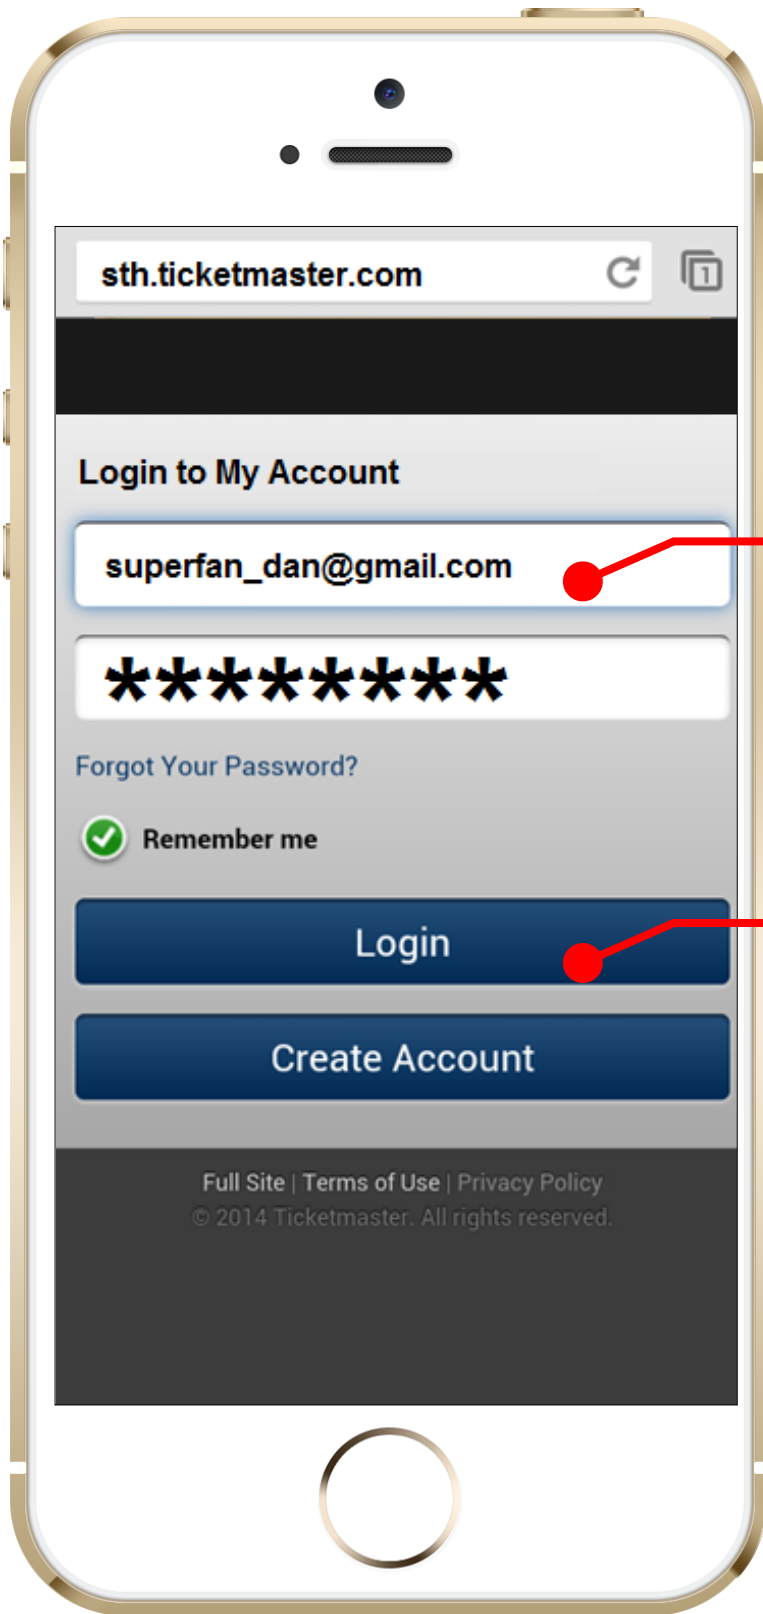 sth.ticketmaster.com
1
Login to My Account
superfan_dan@gmail.com
********
Forgot Your Password?
Remember me
Login
Create Account
Full Site | Terms of Use | Privacy Policy
© 2014 Ticketmaster. All rights reserved.